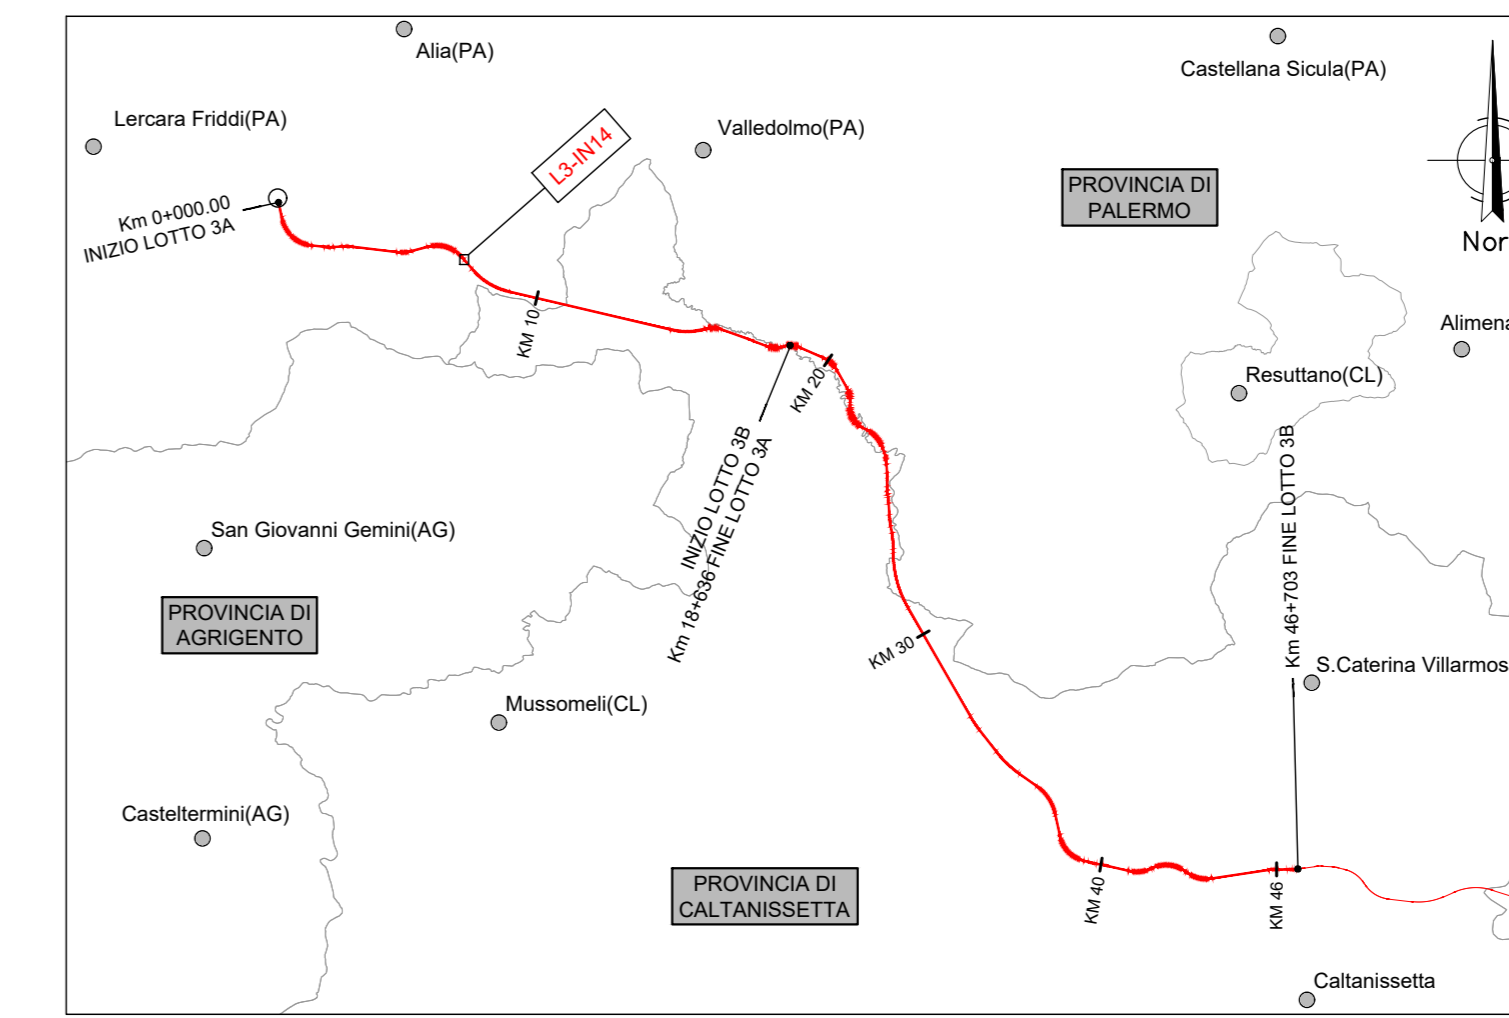 Alia(PA)
Castellana Sicula(PA)
Lercara Friddi(PA)
Valledolmo(PA)
L3-IN14
PROVINCIA DI
PALERMO
Km 0+000.00
INIZIO LOTTO 3A
Nor
KM 10
Alimena
KM 20
Resuttano(CL)
INIZIO LOTTO 3B
Km 18+636 FINE LOTTO 3A
San Giovanni Gemini(AG)
Km 46+703 FINE LOTTO 3B
PROVINCIA DI
AGRIGENTO
KM 30
S.Caterina Villarmos
Mussomeli(CL)
Casteltermini(AG)
PROVINCIA DI
CALTANISSETTA
KM 40
KM 46
Caltanissetta